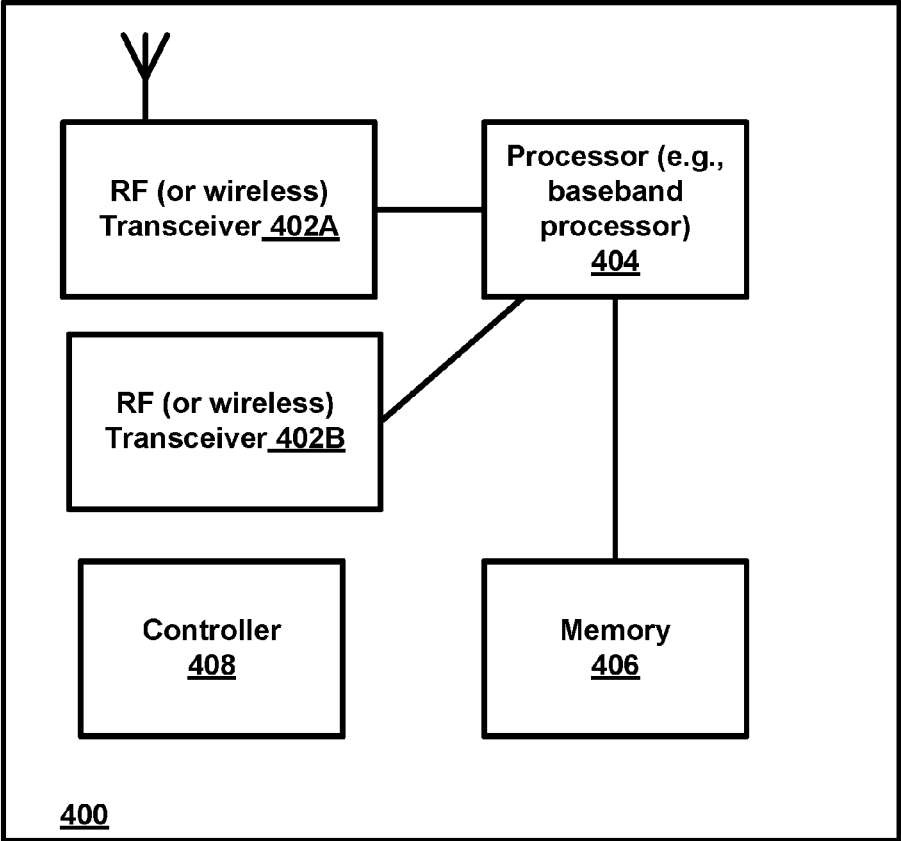 RF (or wireless)
Transceiver 402A
Processor (e.g.,
baseband
processor)
404
RF (or wireless)
Transceiver 402B
Controller
408
Memory
406
400